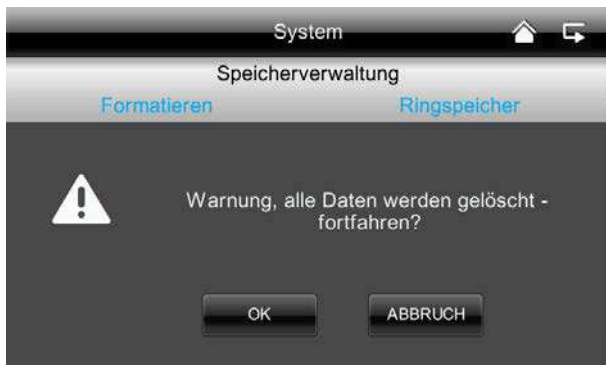 System
Speicherverwaltung
Formatieren Ringspeicher
Warnung, alle Daten werden gelöscht -
fortfahren?
OK ABBRUCH